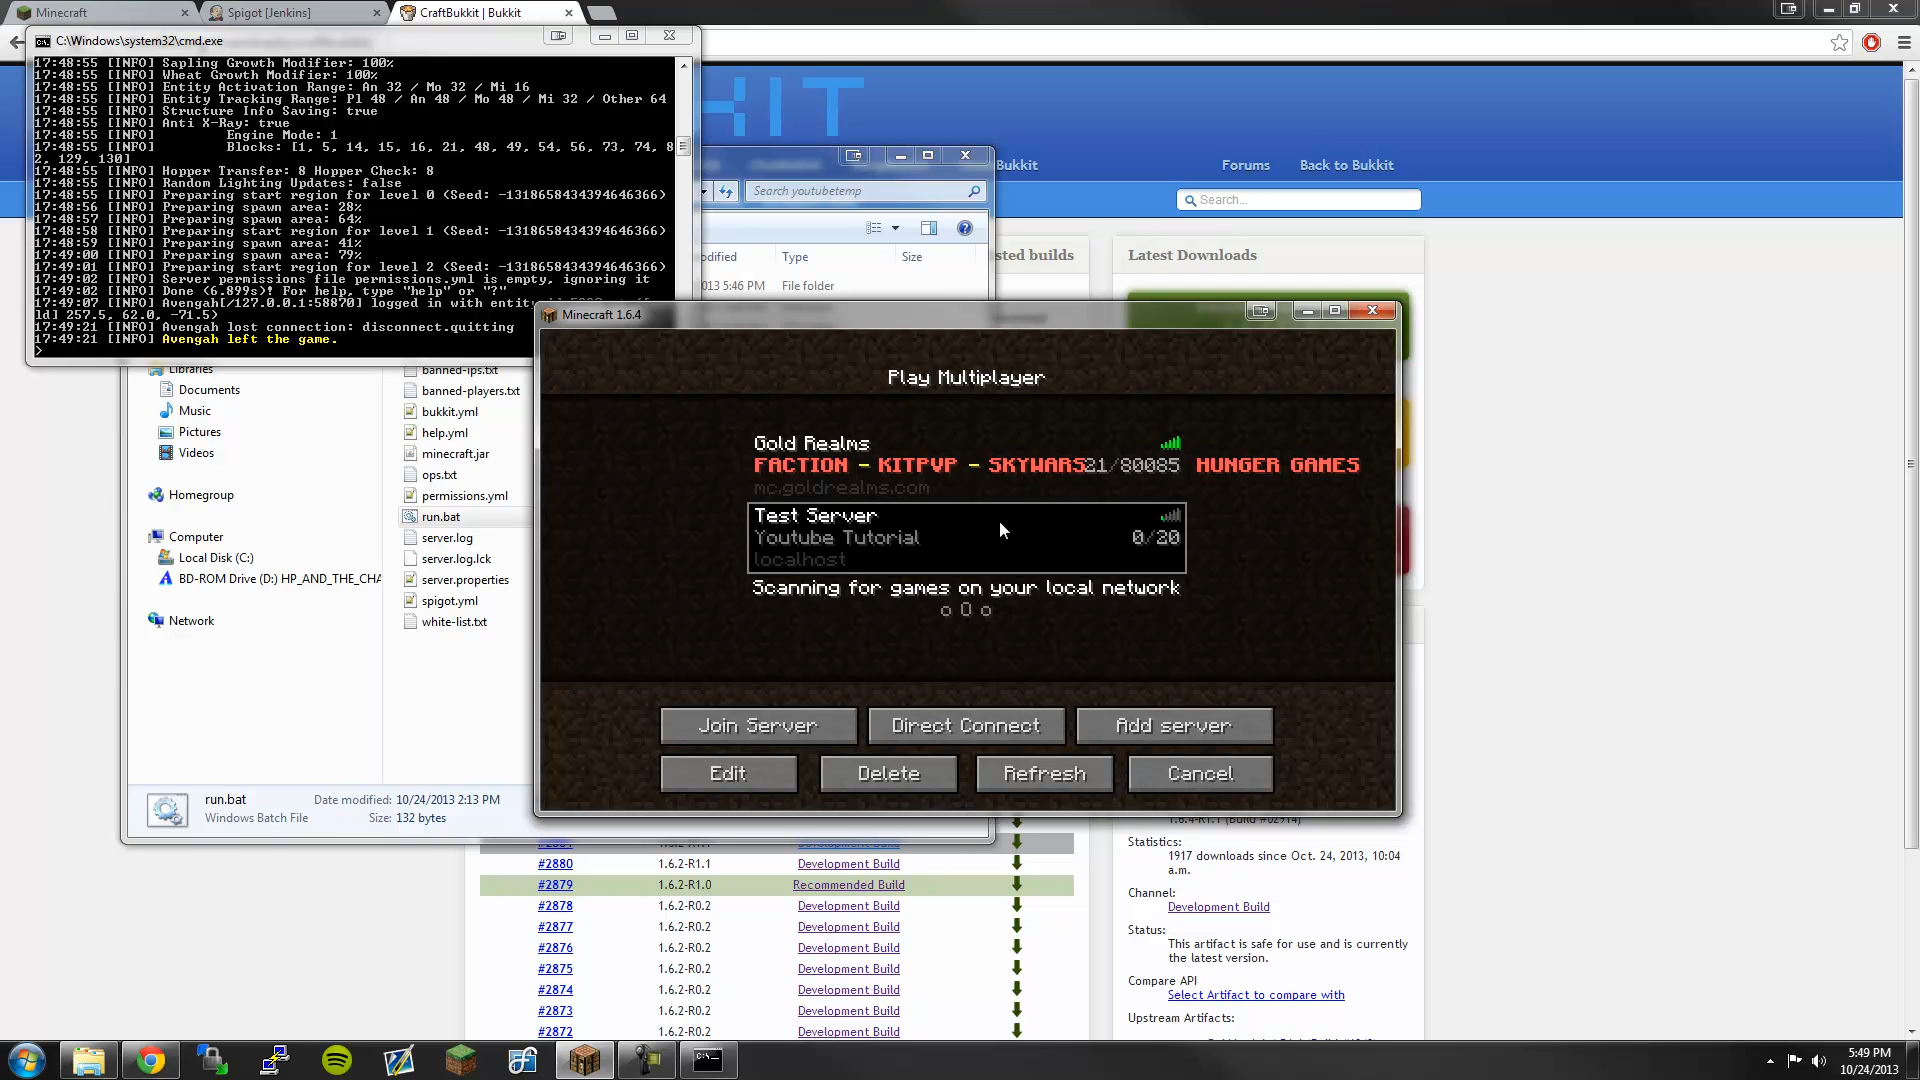 Minecraft
Spigot [Jenkins]
CraftBukkit | Bukkit
C:\Windows\system32\cmd.exe
17:48:55 [INFO] Sapling Growth Modifier: 100%
17:48:55 [INFO] Wheat Growth Modifier: 100%
17:48:55 [INFO] Entity Activation Range: An 32 / Mo 32 / Mi 16
17:48:55 [INFO] Entity Tracking Range: Pl 48 / An 48 / Mo 48 / Mi 32 / Other 64
17:48:55 [INFO] Structure Info Saving: true
17:48:55 [INFO] Anti X-Ray: true
17:48:55 [INFO] Engine Mode: 1
17:48:55 [INFO] Blocks: [1, 5, 14, 15, 16, 21, 48, 49, 54, 56, 73, 74, 8
2, 129, 130]
17:48:55 [INFO] Hopper Transfer: 8 Hopper Check: 8
17:48:55 [INFO] Random Lighting Updates: false
17:48:55 [INFO] Preparing start region for level 0 (Seed: -1318658434394646366)
17:48:56 [INFO] Preparing spawn area: 28%
17:48:57 [INFO] Preparing spawn area: 64%
17:48:58 [INFO] Preparing start region for level 1 (Seed: -1318658434394646366)
17:48:59 [INFO] Preparing spawn area: 41%
17:49:00 [INFO] Preparing spawn area: 79%
17:49:01 [INFO] Preparing start region for level 2 (Seed: -1318658434394646366)
17:49:02 [INFO] Server permissions file permissions.yml is empty, ignoring it
17:49:02 [INFO] Done (6.899s)! For help, type "help" or "?"
17:49:07 [INFO] Avengah[/127.0.0.1:58870] logged in with entity
ld] 257.5, 62.0, -71.5)
17:49:21 [INFO] Avengah lost connection: disconnect.quitting
17:49:21 [INFO] Avengah left the game.
>
KIT
Bukkit
Forums
Back to Bukkit
Search...
Search youtubetemp
odified
Type
Size
2013 5:46 PM
File folder
sted builds
Latest Downloads
Libraries
Documents
Music
Pictures
Videos
Homegroup
Computer
Local Disk (C:)
BD-ROM Drive (D:) HP_AND_THE_CHA
Network
banned-ips.txt
banned-players.txt
bukkit.yml
help.yml
minecraft.jar
ops.txt
permissions.yml
run.bat
server.log
server.log.lck
server.properties
spigot.yml
white-list.txt
run.bat
Date modified: 10/24/2013 2:13 PM
Windows Batch File
Size: 132 bytes
Minecraft 1.6.4
Play Multiplayer
Gold Realms
FACTION - KITPVP - SKYWARS 21/80085 HUNGER GAMES
mc.goldrealms.com
Test Server
Youtube Tutorial 0/20
localhost
Scanning for games on your local network
o O o
Join Server
Direct Connect
Add server
Edit
Delete
Refresh
Cancel
#2880 1.6.2-R1.1 Development Build
#2879 1.6.2-R1.0 Recommended Build
#2878 1.6.2-R0.2 Development Build
#2877 1.6.2-R0.2 Development Build
#2876 1.6.2-R0.2 Development Build
#2875 1.6.2-R0.2 Development Build
#2874 1.6.2-R0.2 Development Build
#2873 1.6.2-R0.2 Development Build
#2872 1.6.2-R0.2 Development Build
1.6.4-R1.1 (Build #02914)
Statistics:
1917 downloads since Oct. 24, 2013, 10:04
a.m.
Channel:
Development Build
Status:
This artifact is safe for use and is currently
the latest version.
Compare API
Select Artifact to compare with
Upstream Artifacts:
5:49 PM
10/24/2013